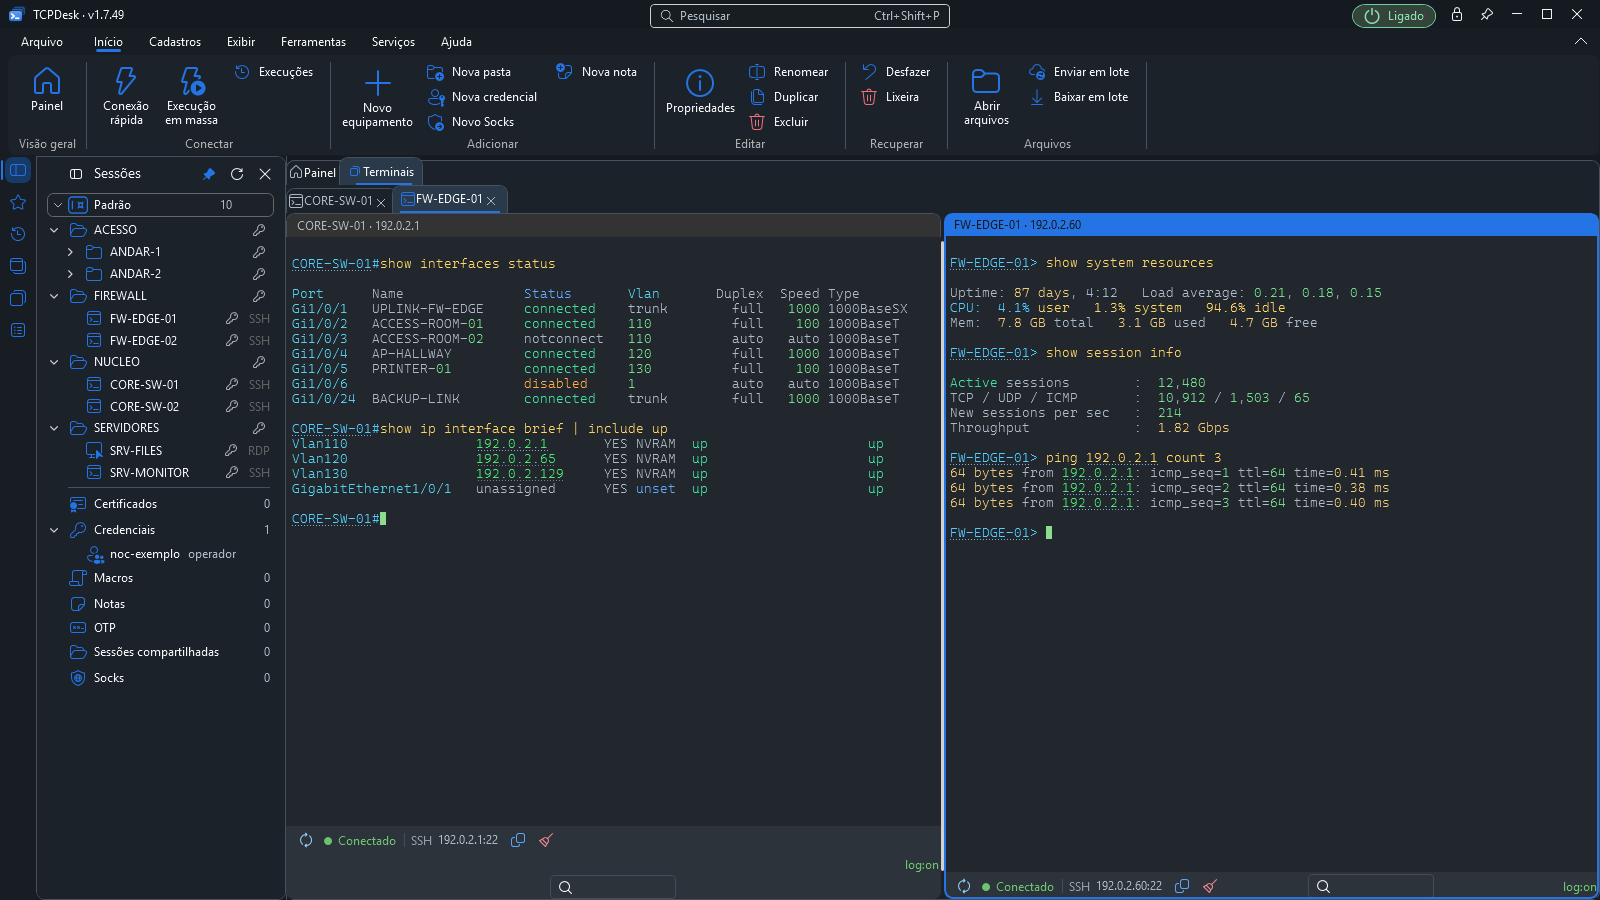 TCPDesk · v1.7.49
Pesquisar Ctrl+Shift+P
Ligado
Arquivo Início Cadastros Exibir Ferramentas Serviços Ajuda
Painel
Visão geral
Conexão rápida
Execução em massa
Execuções
Conectar
Novo equipamento
Nova pasta
Nova credencial
Novo Socks
Nova nota
Adicionar
Propriedades
Renomear
Duplicar
Excluir
Editar
Desfazer
Lixeira
Recuperar
Abrir arquivos
Enviar em lote
Baixar em lote
Arquivos
Sessões
Padrão 10
ACESSO
ANDAR-1
ANDAR-2
FIREWALL
FW-EDGE-01 SSH
FW-EDGE-02 SSH
NUCLEO
CORE-SW-01 SSH
CORE-SW-02 SSH
SERVIDORES
SRV-FILES RDP
SRV-MONITOR SSH
Certificados 0
Credenciais 1
noc-exemplo operador
Macros 0
Notas 0
OTP 0
Sessões compartilhadas 0
Socks 0
Painel Terminais
CORE-SW-01 FW-EDGE-01
CORE-SW-01 · 192.0.2.1
CORE-SW-01#show interfaces status
Port Name Status Vlan Duplex Speed Type
Gi1/0/1 UPLINK-FW-EDGE connected trunk full 1000 1000BaseSX
Gi1/0/2 ACCESS-ROOM-01 connected 110 full 100 1000BaseT
Gi1/0/3 ACCESS-ROOM-02 notconnect 110 auto auto 1000BaseT
Gi1/0/4 AP-HALLWAY connected 120 full 1000 1000BaseT
Gi1/0/5 PRINTER-01 connected 130 full 100 1000BaseT
Gi1/0/6 disabled 1 auto auto 1000BaseT
Gi1/0/24 BACKUP-LINK connected trunk full 1000 1000BaseT
CORE-SW-01#show ip interface brief | include up
Vlan110 192.0.2.1 YES NVRAM up up
Vlan120 192.0.2.65 YES NVRAM up up
Vlan130 192.0.2.129 YES NVRAM up up
GigabitEthernet1/0/1 unassigned YES unset up up
CORE-SW-01#
Conectado SSH 192.0.2.1:22
log:on
FW-EDGE-01 · 192.0.2.60
FW-EDGE-01> show system resources
Uptime: 87 days, 4:12 Load average: 0.21, 0.18, 0.15
CPU: 4.1% user 1.3% system 94.6% idle
Mem: 7.8 GB total 3.1 GB used 4.7 GB free
FW-EDGE-01> show session info
Active sessions : 12,480
TCP / UDP / ICMP : 10,912 / 1,503 / 65
New sessions per sec : 214
Throughput : 1.82 Gbps
FW-EDGE-01> ping 192.0.2.1 count 3
64 bytes from 192.0.2.1: icmp_seq=1 ttl=64 time=0.41 ms
64 bytes from 192.0.2.1: icmp_seq=2 ttl=64 time=0.38 ms
64 bytes from 192.0.2.1: icmp_seq=3 ttl=64 time=0.40 ms
FW-EDGE-01>
Conectado SSH 192.0.2.60:22
log:on